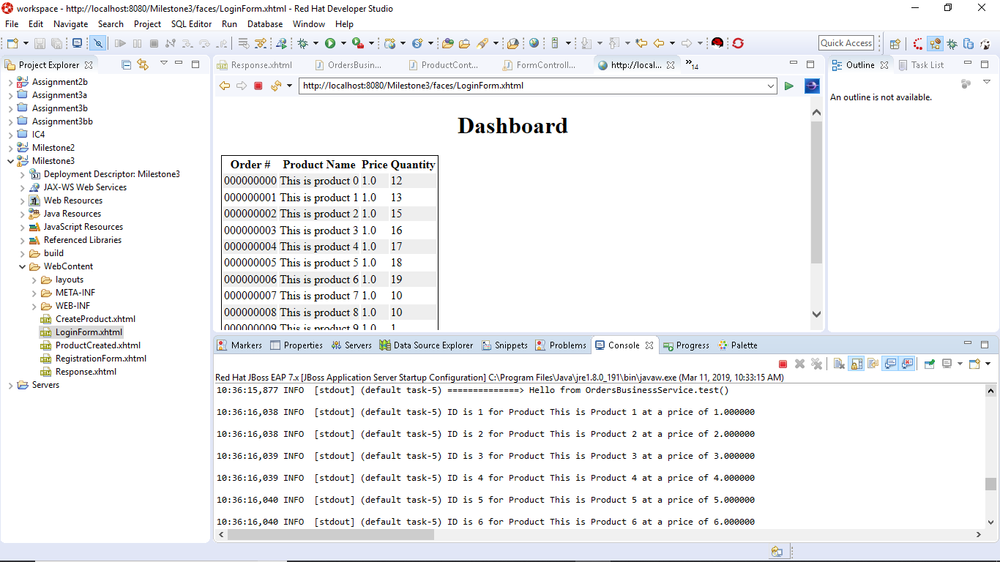 workspace - http://localhost:8080/Milestone3/faces/LoginForm.xhtml - Red Hat Developer Studio
File Edit Navigate Search Project SQL Editor Run Database Window Help
Quick Access
Project Explorer
Assignment2b
Assignment3a
Assignment3b
Assignment3bb
IC4
Milestone2
Milestone3
Deployment Descriptor: Milestone3
JAX-WS Web Services
Web Resources
Java Resources
JavaScript Resources
Referenced Libraries
build
WebContent
layouts
META-INF
WEB-INF
CreateProduct.xhtml
LoginForm.xhtml
ProductCreated.xhtml
RegistrationForm.xhtml
Response.xhtml
Servers
Response.xhtml OrdersBusin... ProductCont... FormControll... http://local... »14
http://localhost:8080/Milestone3/faces/LoginForm.xhtml
Dashboard
Order # Product Name Price Quantity
000000000 This is product 0 1.0 12
000000001 This is product 1 1.0 13
000000002 This is product 2 1.0 15
000000003 This is product 3 1.0 16
000000004 This is product 4 1.0 17
000000005 This is product 5 1.0 18
000000006 This is product 6 1.0 19
000000007 This is product 7 1.0 10
000000008 This is product 8 1.0 10
000000009 This is product 9 1.0 1
Outline Task List
An outline is not available.
Markers Properties Servers Data Source Explorer Snippets Problems Console Progress Palette
Red Hat JBoss EAP 7.x [JBoss Application Server Startup Configuration] C:\Program Files\Java\jre1.8.0_191\bin\javaw.exe (Mar 11, 2019, 10:33:15 AM)
10:36:15,877 INFO [stdout] (default task-5) ==============> Hello from OrdersBusinessService.test()
10:36:16,038 INFO [stdout] (default task-5) ID is 1 for Product This is Product 1 at a price of 1.000000
10:36:16,038 INFO [stdout] (default task-5) ID is 2 for Product This is Product 2 at a price of 2.000000
10:36:16,039 INFO [stdout] (default task-5) ID is 3 for Product This is Product 3 at a price of 3.000000
10:36:16,039 INFO [stdout] (default task-5) ID is 4 for Product This is Product 4 at a price of 4.000000
10:36:16,040 INFO [stdout] (default task-5) ID is 5 for Product This is Product 5 at a price of 5.000000
10:36:16,040 INFO [stdout] (default task-5) ID is 6 for Product This is Product 6 at a price of 6.000000